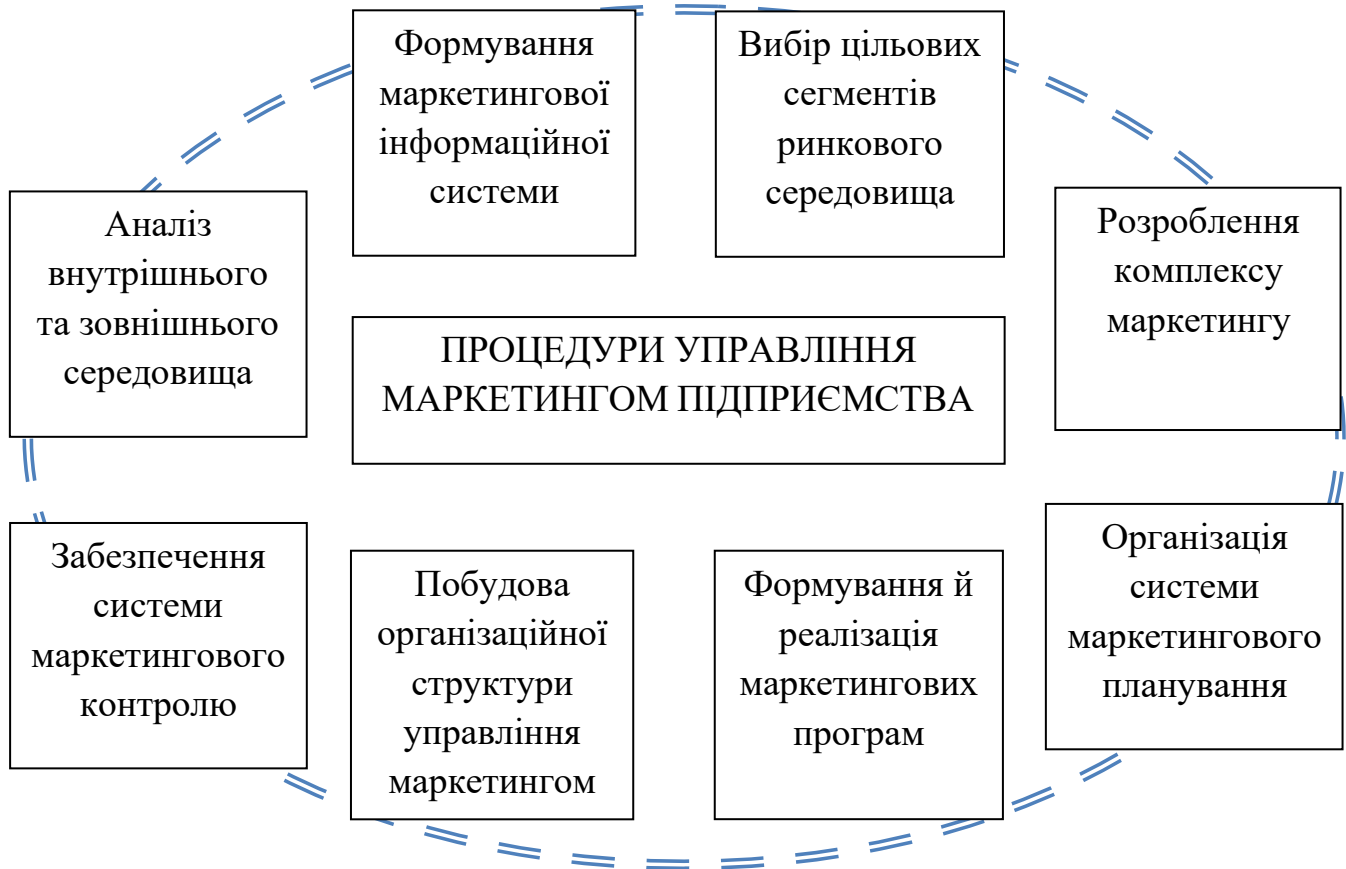 Формування
маркетингової
інформаційної
системи
Вибір цільових
сегментів
ринкового
середовища
Аналіз
внутрішнього
та зовнішнього
середовища
Розроблення
комплексу
маркетингу
ПРОЦЕДУРИ УПРАВЛІННЯ
МАРКЕТИНГОМ ПІДПРИЄМСТВА
Забезпечення
системи
маркетингового
контролю
Побудова
організаційної
структури
управління
маркетингом
Формування й
реалізація
маркетингових
програм
Організація
системи
маркетингового
планування